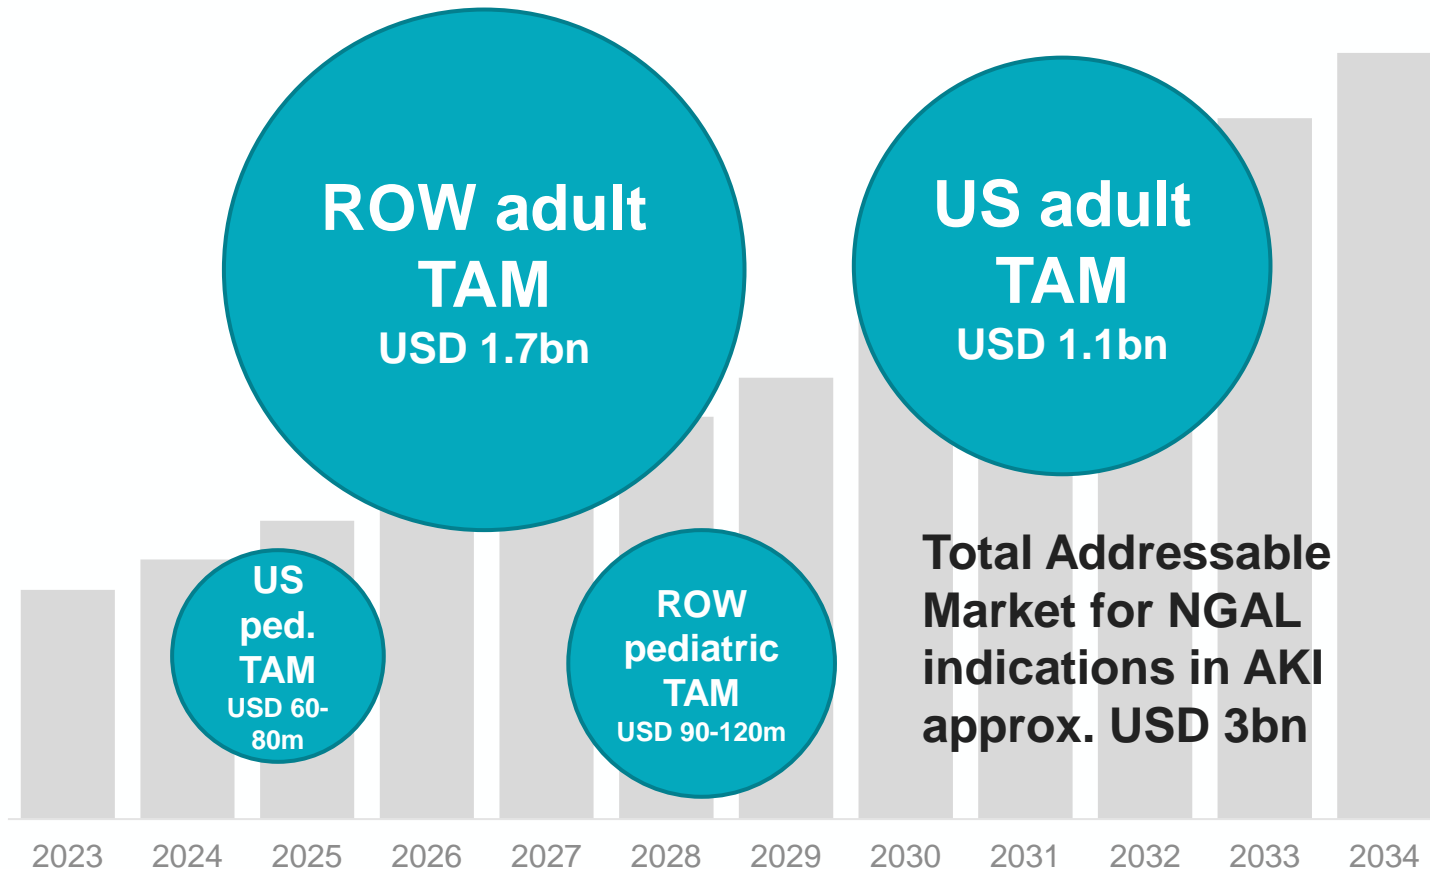 ROW adult
TAM
USD 1.7bn
US adult
TAM
USD 1.1bn
US
ped.
TAM
USD 60-
80m
ROW
pediatric
TAM
USD 90-120m
Total Addressable
Market for NGAL
indications in AKI
approx. USD 3bn
2023 2024 2025 2026 2027 2028 2029 2030 2031 2032 2033 2034